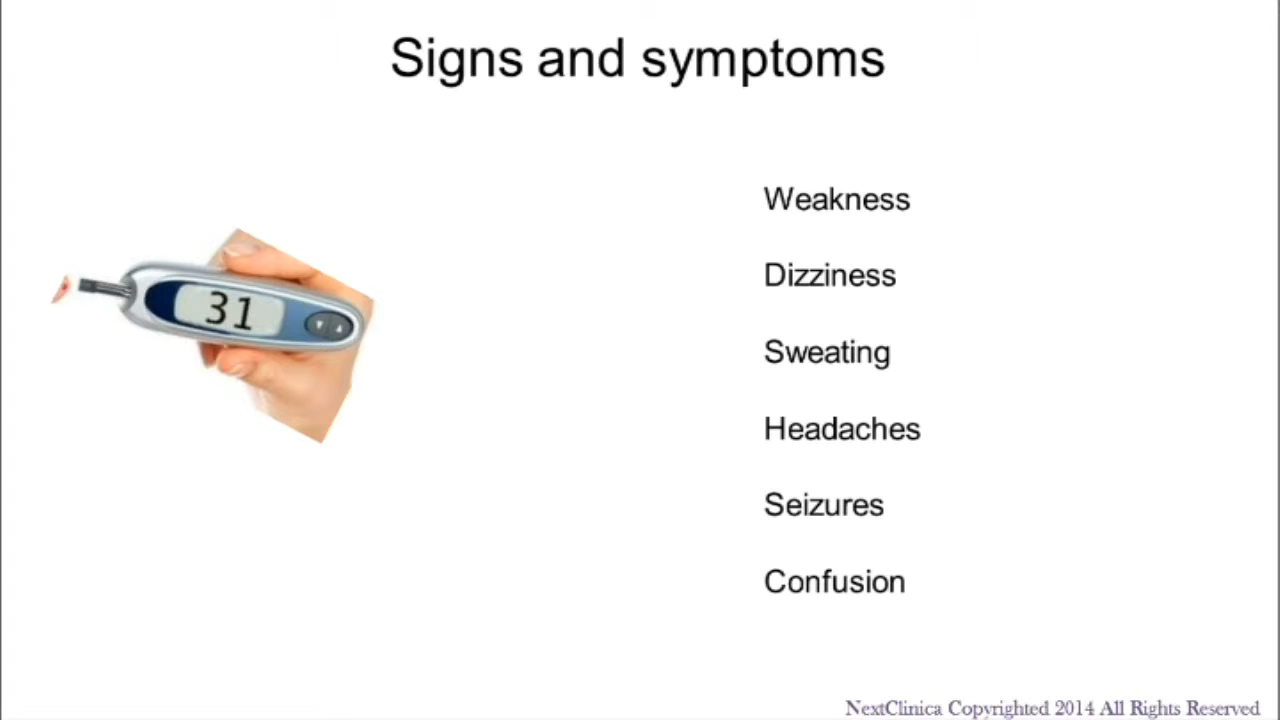 Signs and symptoms
31
Weakness
Dizziness
Sweating
Headaches
Seizures
Confusion
NextClinica Copyrighted 2014 All Rights Reserved